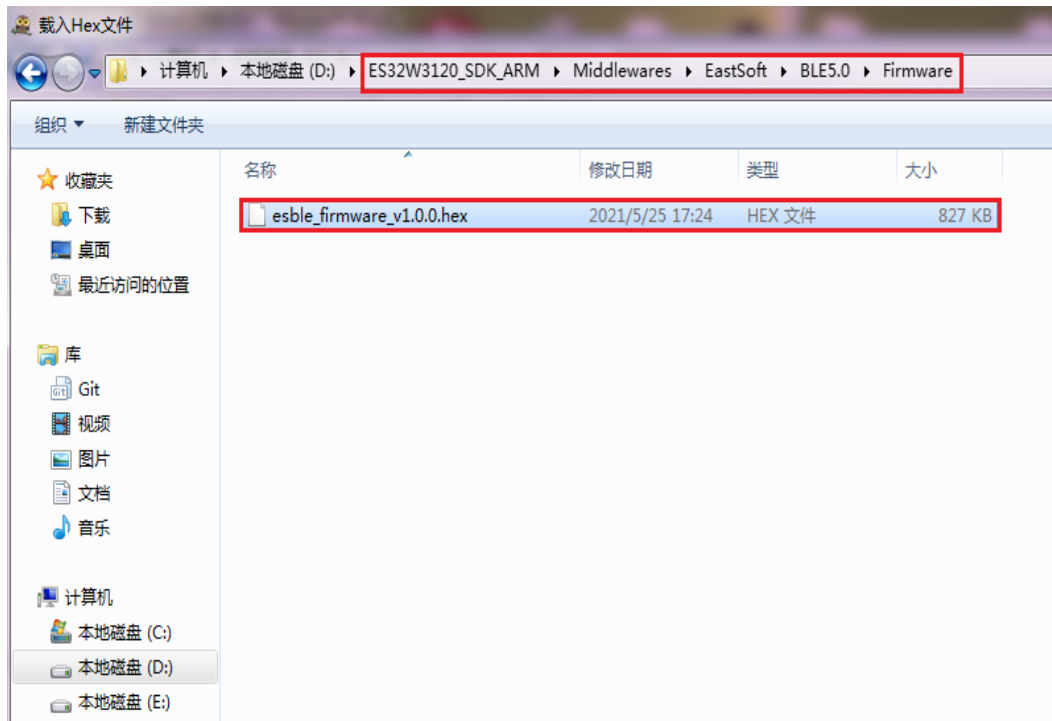 载入Hex文件
计算机 本地磁盘 (D:) ES32W3120_SDK_ARM Middlewares EastSoft BLE5.0 Firmware
组织 新建文件夹
名称 修改日期 类型 大小
esble_firmware_v1.0.0.hex 2021/5/25 17:24 HEX 文件 827 KB
收藏夹
下载
桌面
最近访问的位置
库
Git
视频
图片
文档
音乐
计算机
本地磁盘 (C:)
本地磁盘 (D:)
本地磁盘 (E:)